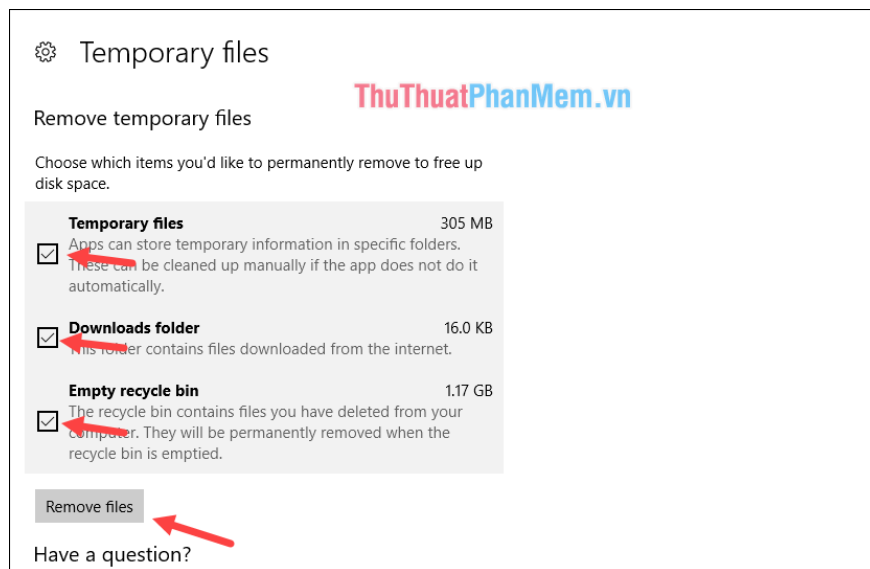 Temporary files
ThuThuatPhanMem.vn
Remove temporary files
Choose which items you'd like to permanently remove to free up
disk space.
Temporary files 305 MB
Apps can store temporary information in specific folders.
These can be cleaned up manually if the app does not do it
automatically.
Downloads folder 16.0 KB
This folder contains files downloaded from the internet.
Empty recycle bin 1.17 GB
The recycle bin contains files you have deleted from your
computer. They will be permanently removed when the
recycle bin is emptied.
Remove files
Have a question?